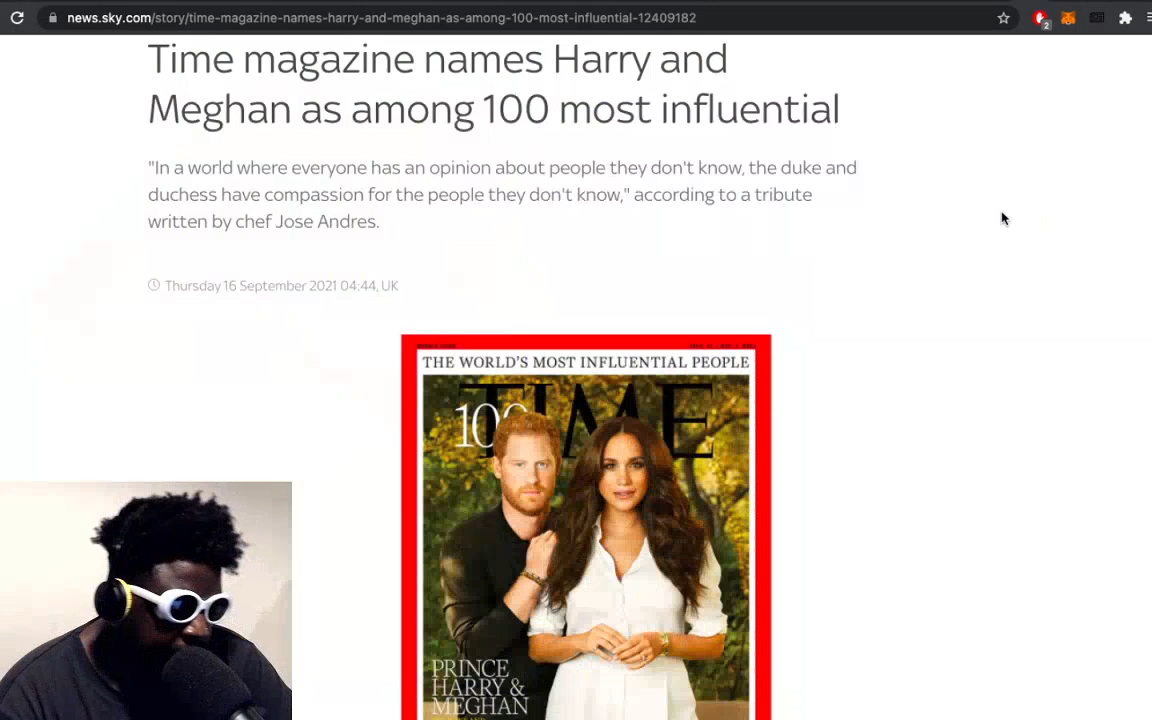 news.sky.com/story/time-magazine-names-harry-and-meghan-as-among-100-most-influential-12409182
2
Time magazine names Harry and
Meghan as among 100 most influential
"In a world where everyone has an opinion about people they don't know, the duke and
duchess have compassion for the people they don't know," according to a tribute
written by chef Jose Andres.
Thursday 16 September 2021 04:44, UK
THE WORLD'S MOST INFLUENTIAL PEOPLE
TIME
100
PRINCE
HARRY &
MEGHAN